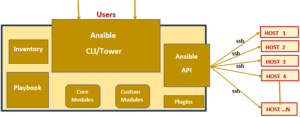 Users
Ansible
CLI/Tower
Inventory
Playbook
Core
Modules
Custom
Modules
Ansible
API
Plugins
ssh
ssh
ssh
ssh
HOST 1
HOST 2
HOST 3
HOST 4
HOST ...N